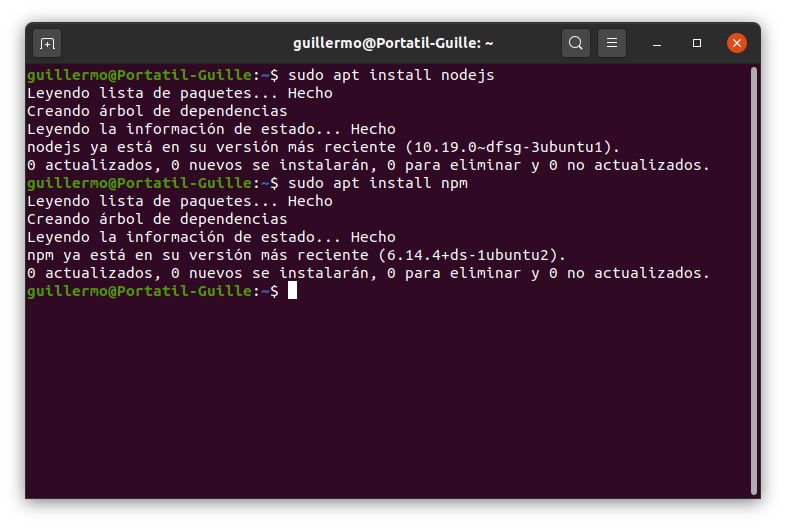 guillermo@Portatil-Guille: ~
guillermo@Portatil-Guille:~$ sudo apt install nodejs
Leyendo lista de paquetes... Hecho
Creando árbol de dependencias
Leyendo la información de estado... Hecho
nodejs ya está en su versión más reciente (10.19.0~dfsg-3ubuntu1).
0 actualizados, 0 nuevos se instalarán, 0 para eliminar y 0 no actualizados.
guillermo@Portatil-Guille:~$ sudo apt install npm
Leyendo lista de paquetes... Hecho
Creando árbol de dependencias
Leyendo la información de estado... Hecho
npm ya está en su versión más reciente (6.14.4+ds-1ubuntu2).
0 actualizados, 0 nuevos se instalarán, 0 para eliminar y 0 no actualizados.
guillermo@Portatil-Guille:~$